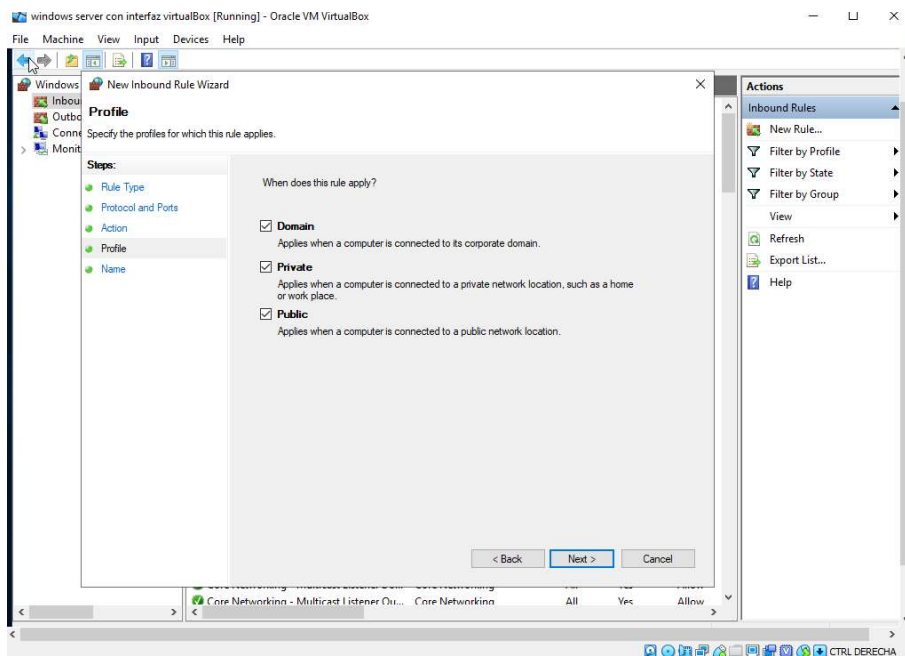 windows server con interfaz virtualBox [Running] - Oracle VM VirtualBox
File Machine View Input Devices Help
Windows
Inbou
Outbo
Conne
Monit
New Inbound Rule Wizard
Profile
Specify the profiles for which this rule applies.
Steps:
Rule Type
Protocol and Ports
Action
Profile
Name
When does this rule apply?
Domain
Applies when a computer is connected to its corporate domain.
Private
Applies when a computer is connected to a private network location, such as a home
or work place.
Public
Applies when a computer is connected to a public network location.
< Back Next > Cancel
Core Networking - Multicast Listener Qu... Core Networking All Yes Allow
Actions
Inbound Rules
New Rule...
Filter by Profile
Filter by State
Filter by Group
View
Refresh
Export List...
Help
CTRL DERECHA